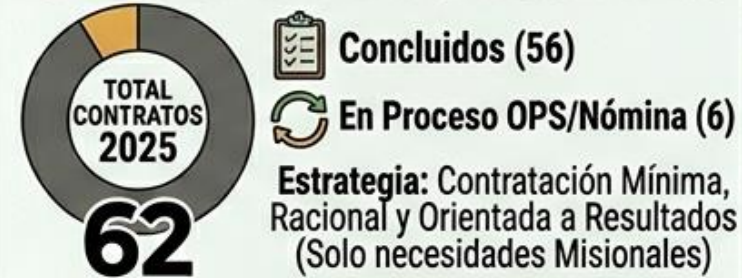 TOTAL
CONTRATOS
2025
62
Concluidos (56)
En Proceso OPS/Nómina (6)
Estrategia: Contratación Mínima,
Racional y Orientada a Resultados
(Solo necesidades Misionales)